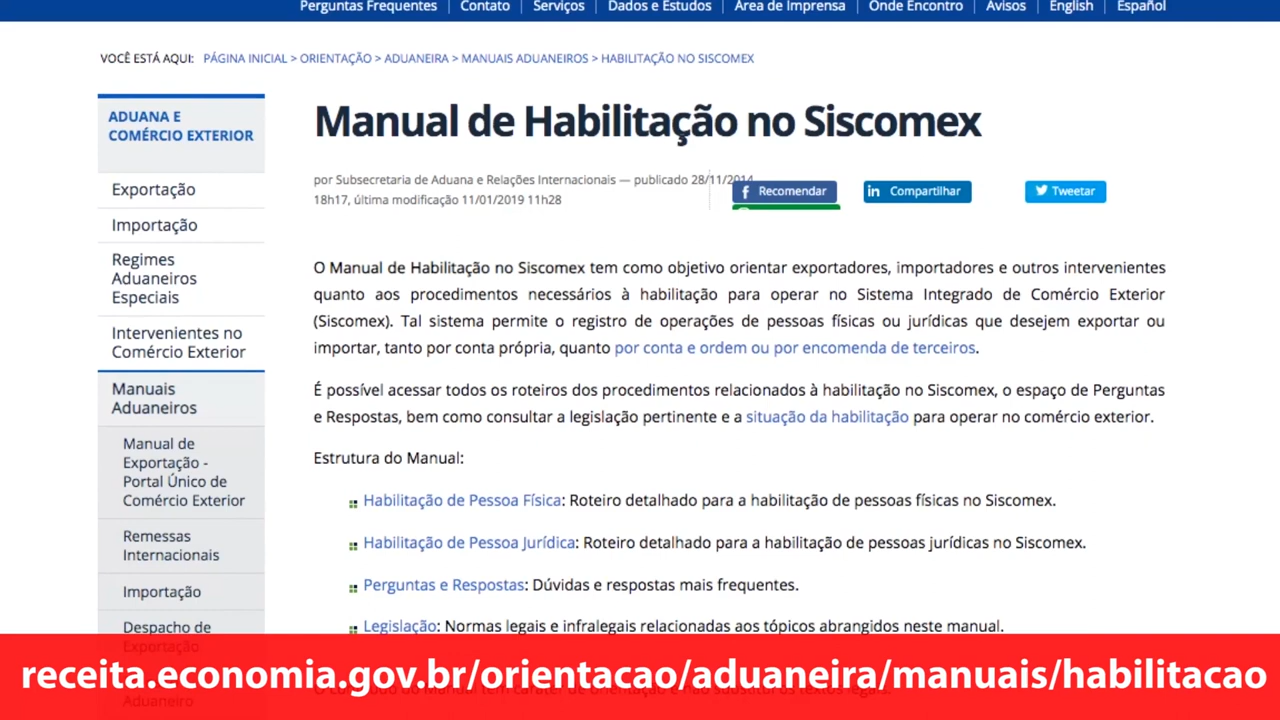 Perguntas Frequentes | Contato | Serviços | Dados e Estudos | Área de Imprensa | Onde Encontro | Avisos | English | Español
VOCÊ ESTÁ AQUI: PÁGINA INICIAL > ORIENTAÇÃO > ADUANEIRA > MANUAIS ADUANEIROS > HABILITAÇÃO NO SISCOMEX
ADUANA E
COMÉRCIO EXTERIOR
Exportação
Importação
Regimes
Aduaneiros
Especiais
Intervenientes no
Comércio Exterior
Manuais
Aduaneiros
Manual de
Exportação -
Portal Único de
Comércio Exterior
Remessas
Internacionais
Importação
Despacho de
Exportação
Aduaneiro
Manual de Habilitação no Siscomex
por Subsecretaria de Aduana e Relações Internacionais — publicado 28/11/2014
18h17, última modificação 11/01/2019 11h28
Recomendar
Compartilhar
Tweetar
O Manual de Habilitação no Siscomex tem como objetivo orientar exportadores, importadores e outros intervenientes
quanto aos procedimentos necessários à habilitação para operar no Sistema Integrado de Comércio Exterior
(Siscomex). Tal sistema permite o registro de operações de pessoas físicas ou jurídicas que desejem exportar ou
importar, tanto por conta própria, quanto por conta e ordem ou por encomenda de terceiros.
É possível acessar todos os roteiros dos procedimentos relacionados à habilitação no Siscomex, o espaço de Perguntas
e Respostas, bem como consultar a legislação pertinente e a situação da habilitação para operar no comércio exterior.
Estrutura do Manual:
Habilitação de Pessoa Física: Roteiro detalhado para a habilitação de pessoas físicas no Siscomex.
Habilitação de Pessoa Jurídica: Roteiro detalhado para a habilitação de pessoas jurídicas no Siscomex.
Perguntas e Respostas: Dúvidas e respostas mais frequentes.
Legislação: Normas legais e infralegais relacionadas aos tópicos abrangidos neste manual.
receita.economia.gov.br/orientacao/aduaneira/manuais/habilitacao